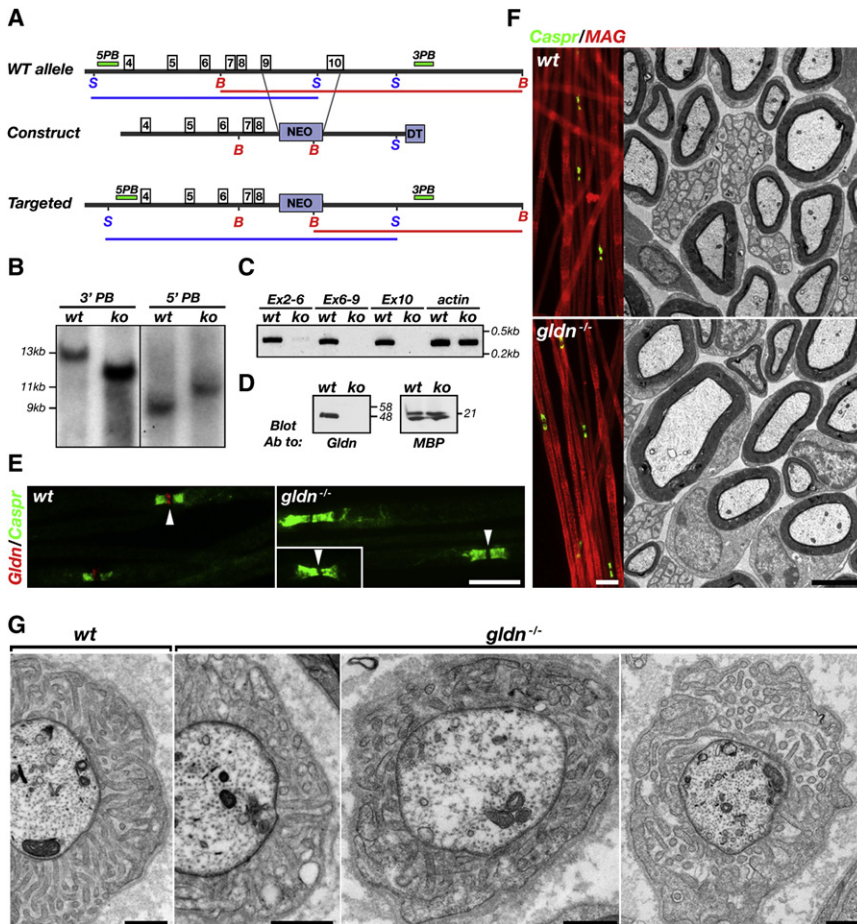 A
5PB 3PB
4 5 6 7 8 9 10
WT allele
S B S S B
Construct
4 5 6 7 8 NEO DT
B B S
5PB 3PB
Targeted
4 5 6 7 8 NEO
S B B S B
B
3' PB 5' PB
wt ko wt ko
13kb
11kb
9kb
C
Ex2-6 Ex6-9 Ex10 actin
wt ko wt ko wt ko wt ko
0.5kb
0.2kb
D
wt ko wt ko
58
48
21
Blot
Ab to: Gldn MBP
E
Gldn/Caspr
wt
gldn-/-
F
Caspr/MAG
wt
gldn-/-
G
wt gldn-/-